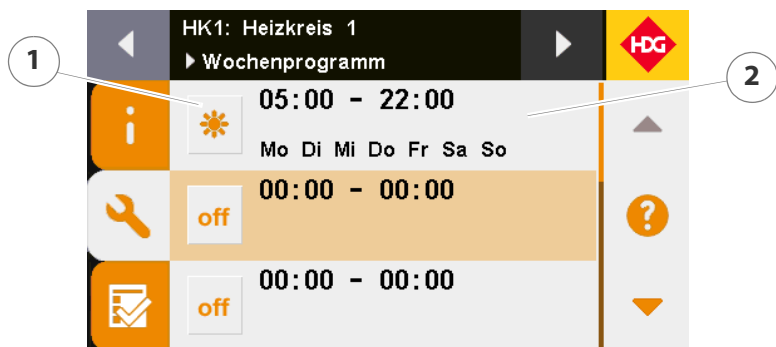 HK1: Heizkreis 1
Wochenprogramm
HDG
1
2
05:00 - 22:00
Mo Di Mi Do Fr Sa So
00:00 - 00:00
off
?
00:00 - 00:00
off
i